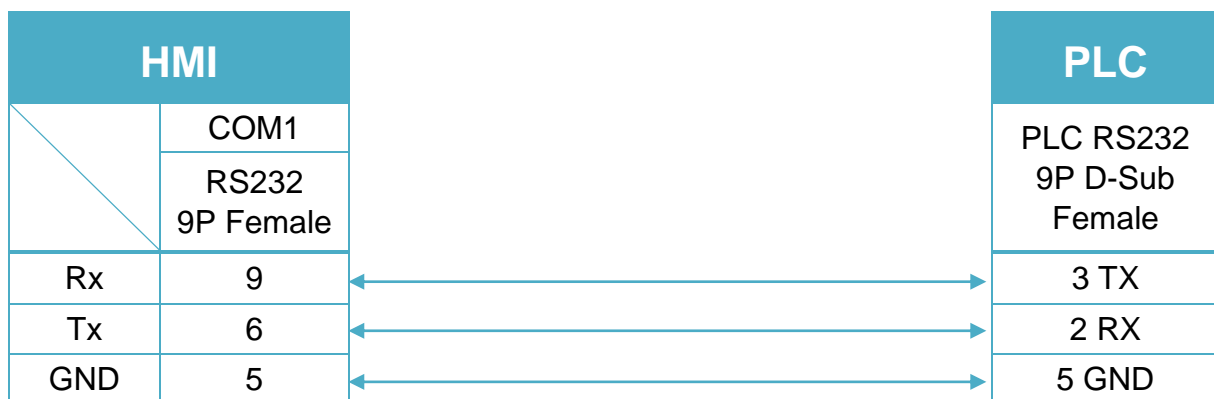 HMI
PLC
COM1
RS232
9P Female
PLC RS232
9P D-Sub
Female
Rx 9 3 TX
Tx 6 2 RX
GND 5 5 GND